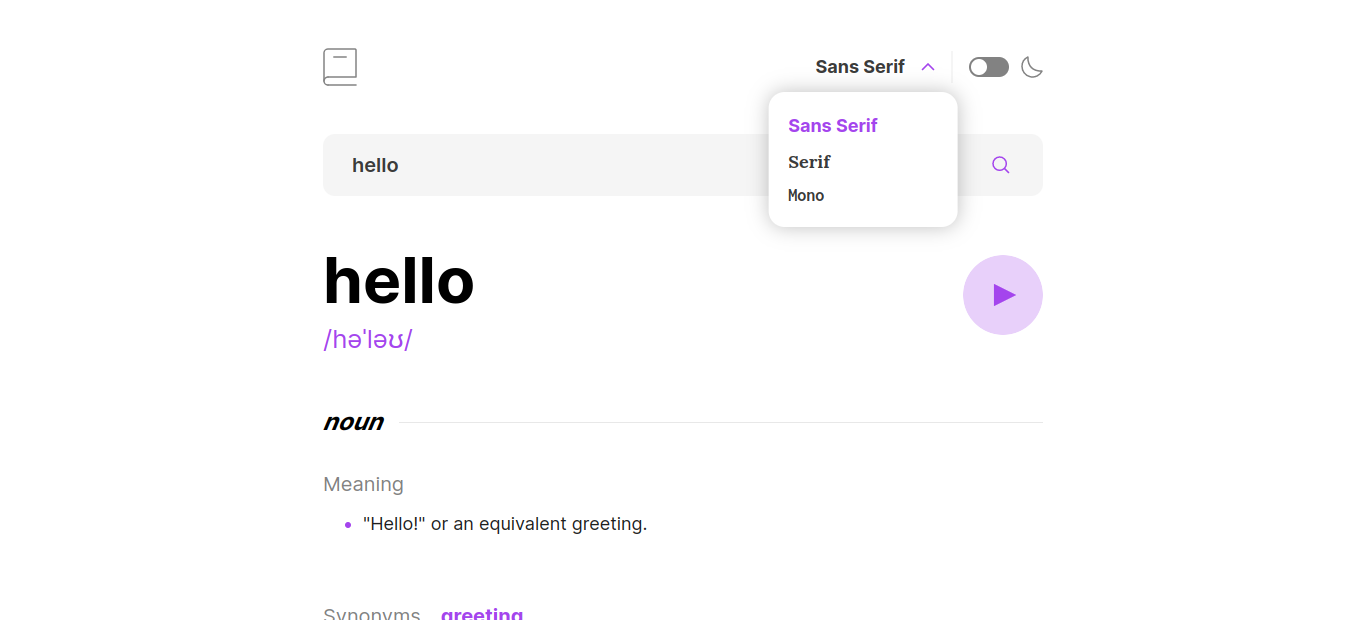 Sans Serif
Sans Serif
Serif
Mono
hello
hello
/həˈləʊ/
noun
Meaning
"Hello!" or an equivalent greeting.
Synonyms greeting